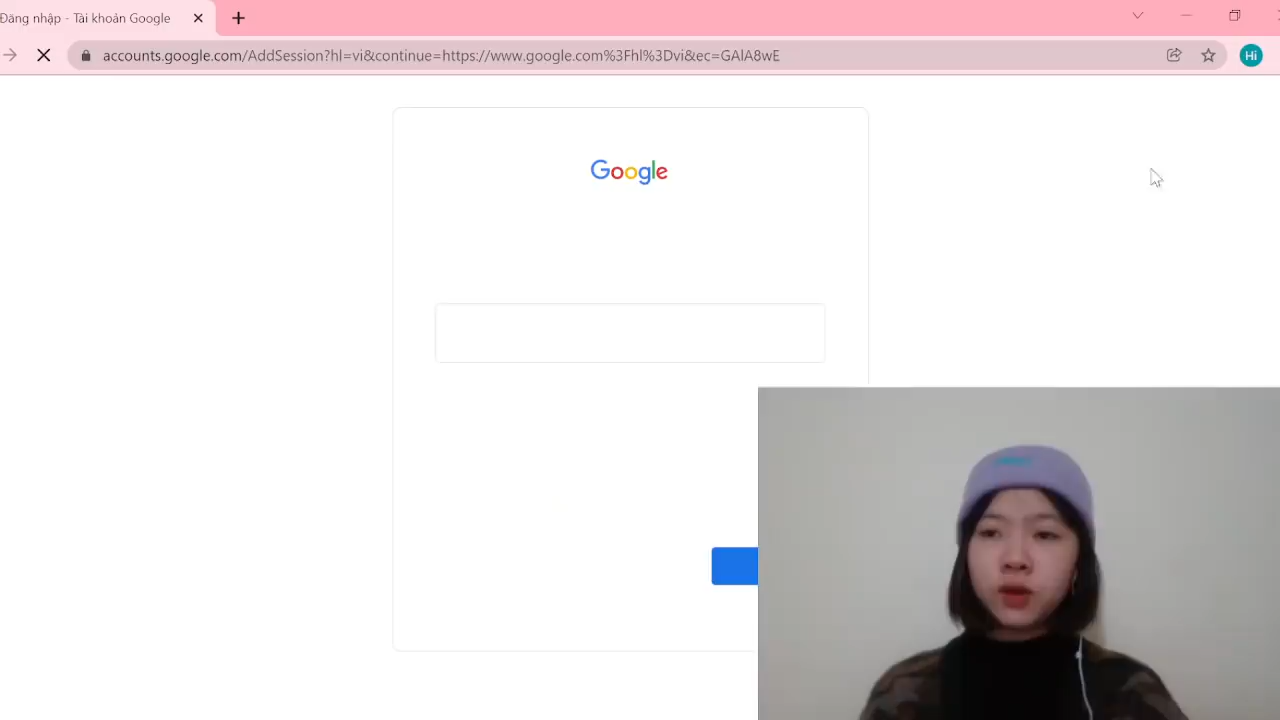 Đăng nhập - Tài khoản Google
accounts.google.com/AddSession?hl=vi&continue=https://www.google.com%3Fhl%3Dvi&ec=GAlA8wE
Hi
Google